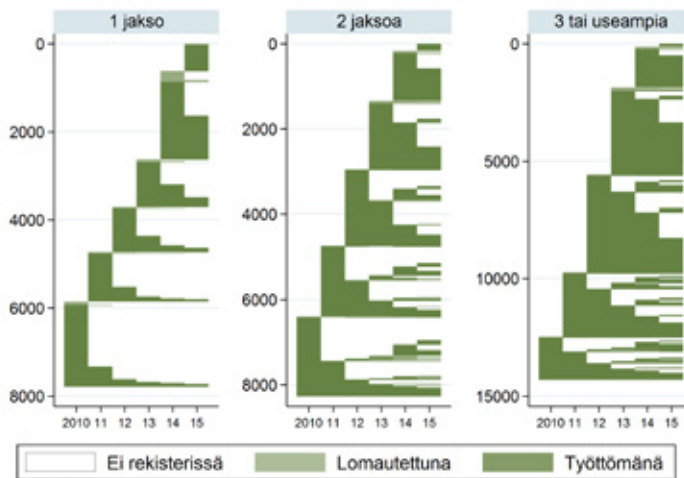 1 jakso
2 jaksoa
3 tai useampia
0
2000
4000
6000
8000
2010 11 12 13 14 15
0
2000
4000
6000
8000
2010 11 12 13 14 15
0
5000
10000
15000
2010 11 12 13 14 15
Ei rekisterissä
Lomautettuna
Työttömänä